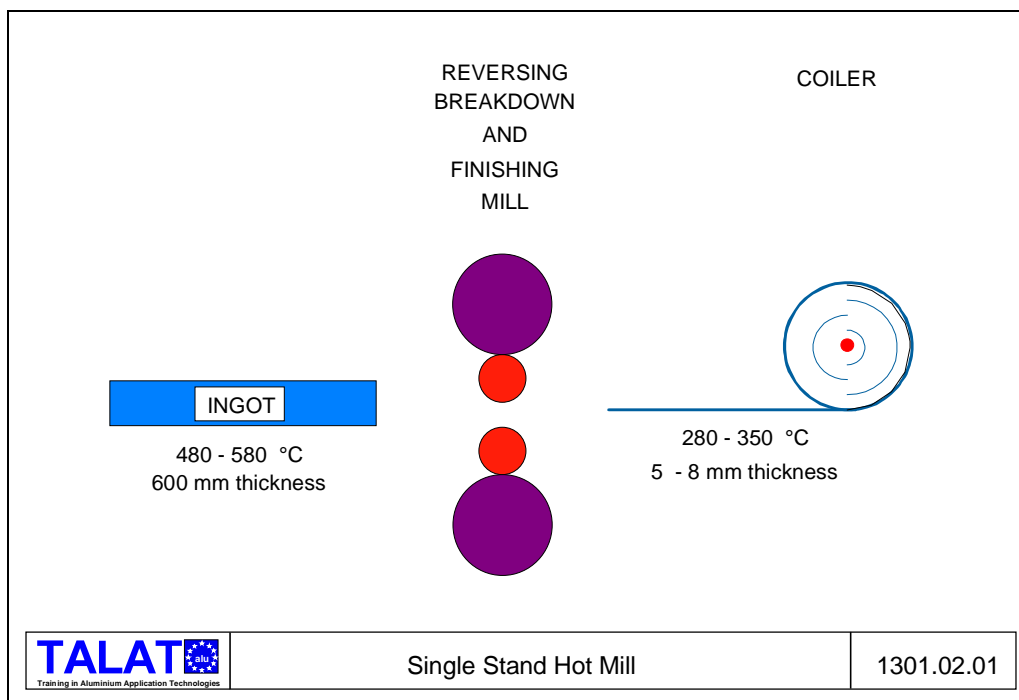 REVERSING
BREAKDOWN
AND
FINISHING
MILL
COILER
INGOT
480 - 580 °C
600 mm thickness
280 - 350 °C
5 - 8 mm thickness
TALAT
alu
Training in Aluminium Application Technologies
Single Stand Hot Mill
1301.02.01